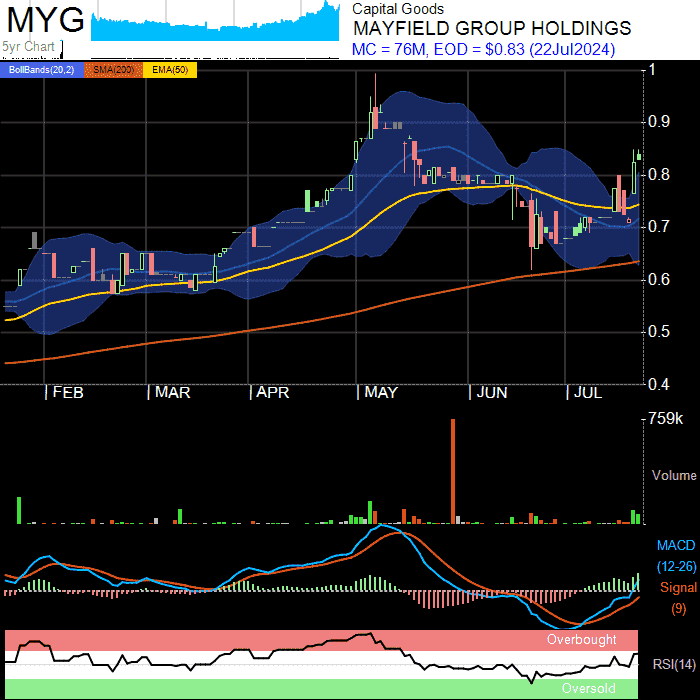 MYG
5yr Chart
Capital Goods
MAYFIELD GROUP HOLDINGS
MC = 76M, EOD = $0.83 (22Jul2024)
BollBands(20,2) SMA(200) EMA(50)
1
0.9
0.8
0.7
0.6
0.5
0.4
FEB MAR APR MAY JUN JUL
759k
Volume
MACD
(12-26)
Signal
(9)
Overbought
RSI(14)
Oversold